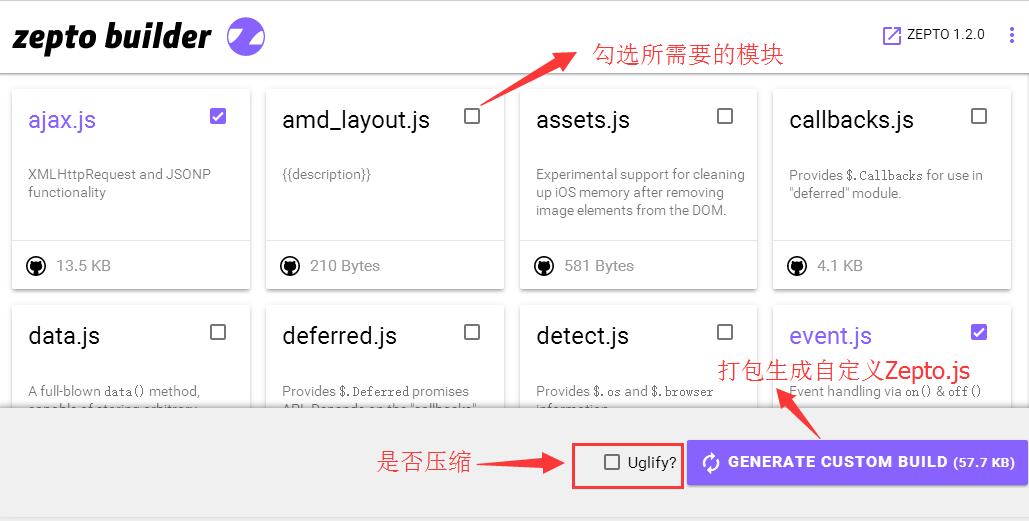 zepto builder
ZEPTO 1.2.0
勾选所需要的模块
ajax.js
XMLHttpRequest and JSONP
functionality
13.5 KB
amd_layout.js
{{description}}
210 Bytes
assets.js
Experimental support for cleaning
up iOS memory after removing
image elements from the DOM.
581 Bytes
callbacks.js
Provides $.Callbacks for use in
"deferred" module.
4.1 KB
data.js
A full-blown data() method,
capable of storing arbitrary
deferred.js
Provides $.Deferred promises
API. Depends on the "callbacks"
detect.js
Provides $.os and $.browser
information
event.js
打包生成自定义Zepto.js
Event handling via on() & off()
是否压缩
Uglify?
GENERATE CUSTOM BUILD (57.7 KB)